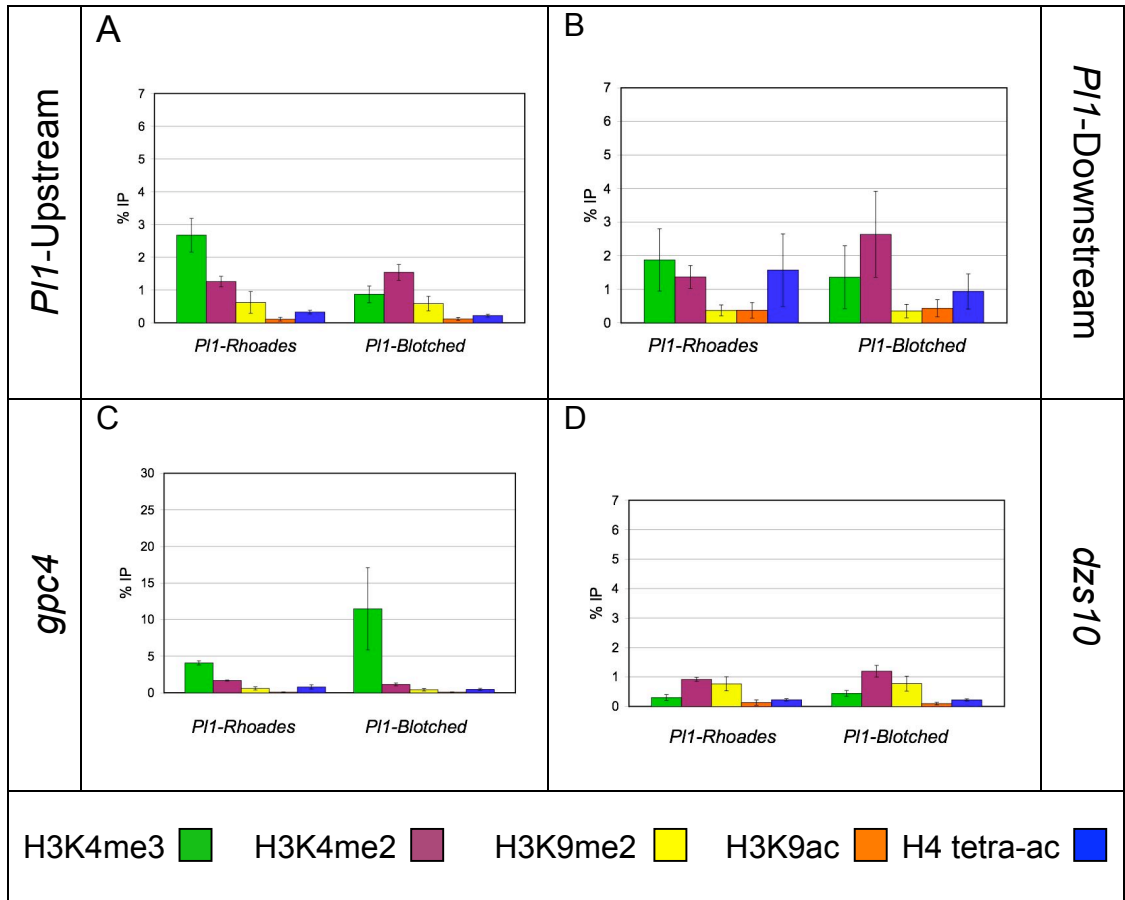 Pl1-Upstream
A
7
6
5
4
3
2
1
0
% IP
Pl1-Rhoades Pl1-Blotched
B
7
6
5
4
3
2
1
0
% IP
Pl1-Rhoades Pl1-Blotched
Pl1-Downstream
gpc4
C
30
25
20
15
10
5
0
% IP
Pl1-Rhoades Pl1-Blotched
D
7
6
5
4
3
2
1
0
% IP
Pl1-Rhoades Pl1-Blotched
dzs10
H3K4me3 H3K4me2 H3K9me2 H3K9ac H4 tetra-ac